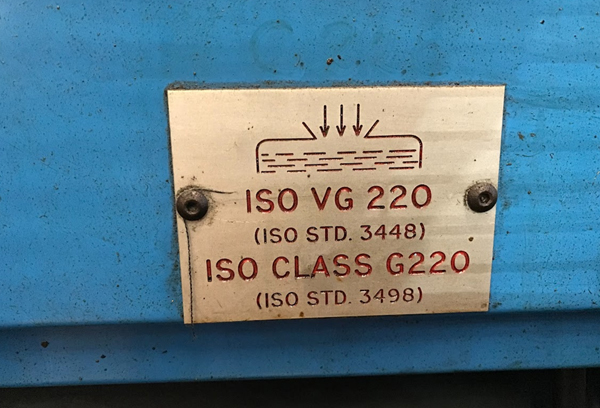 ISO VG 220
(ISO STD. 3448)
ISO CLASS G220
(ISO STD. 3498)